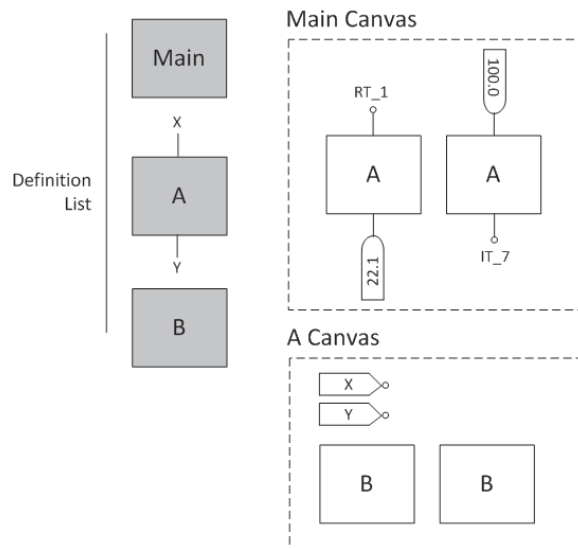 Main
X
A
Y
B
Definition
List
Main Canvas
RT_1
100.0
A
A
22.1
IT_7
A Canvas
X
Y
B
B